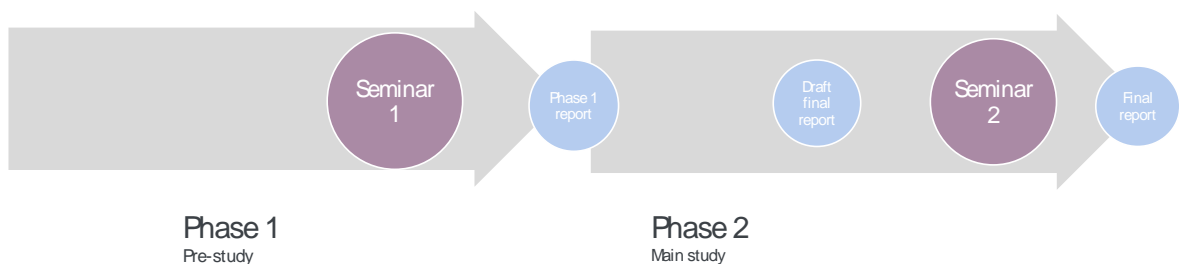 Seminar
1
Phase 1
report
Draft
final
report
Seminar
2
Final
report
Phase 1
Pre-study
Phase 2
Main study